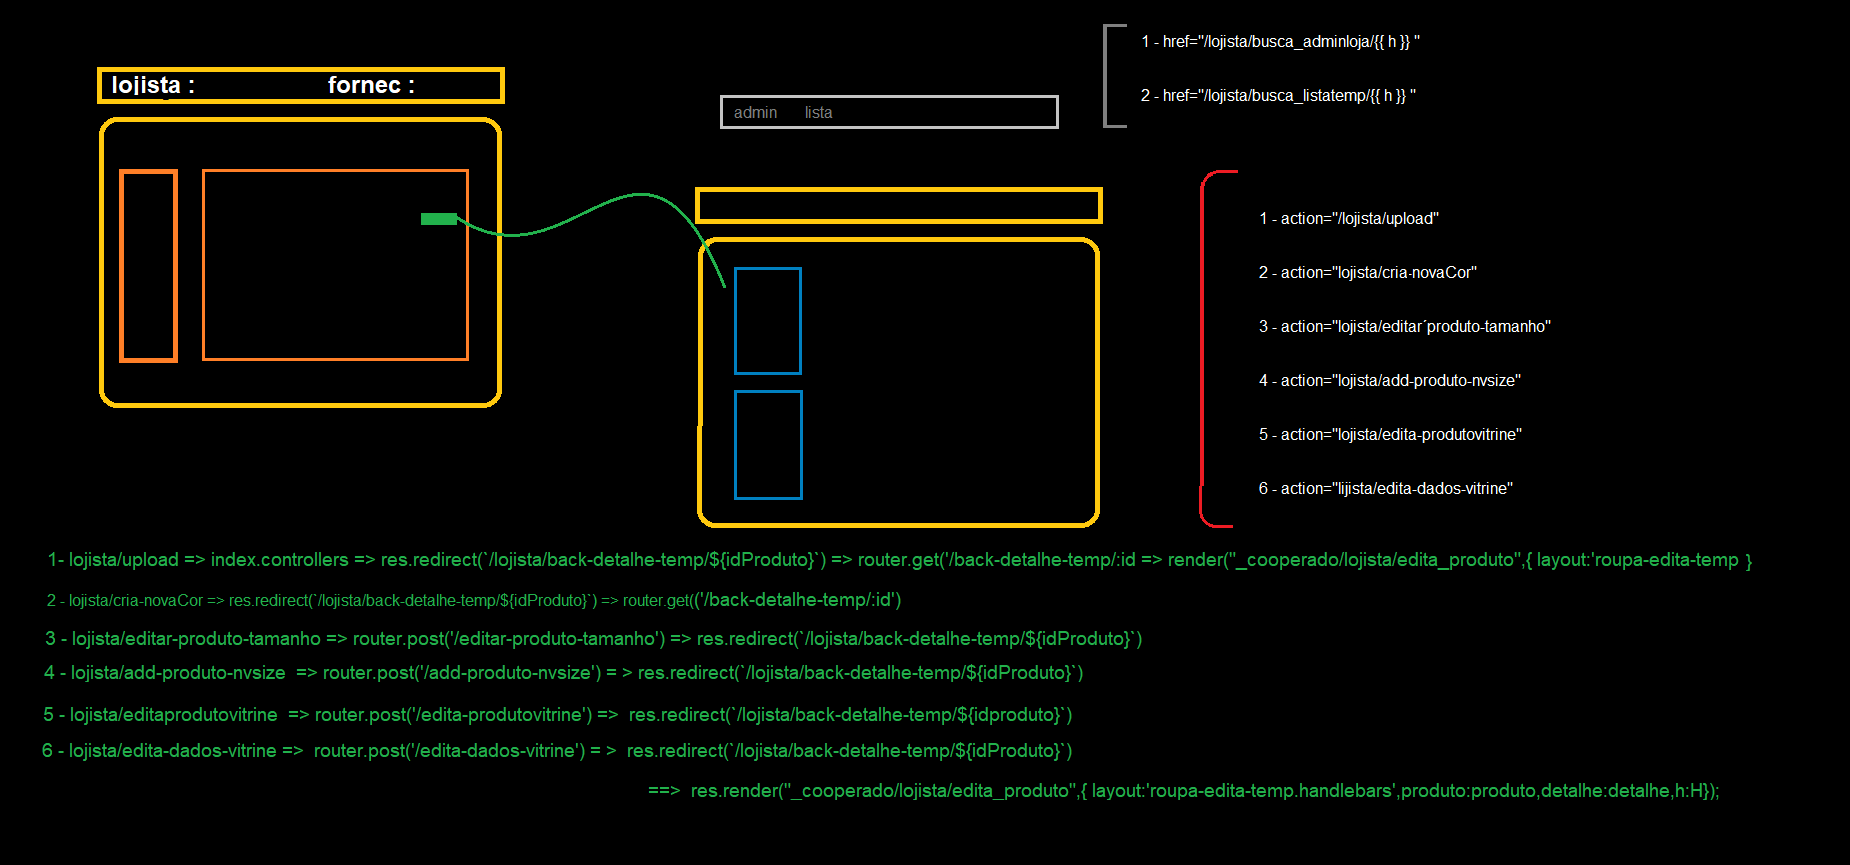 1 - href="/lojista/busca_adminloja/{{ h }} "
lojista : fornec :
2 - href="/lojista/busca_listatemp/{{ h }} "
admin lista
1 - action="/lojista/upload"
2 - action="lojista/cria-novaCor"
3 - action="lojista/editar´produto-tamanho"
4 - action="lojista/add-produto-nvsize"
5 - action="lojista/edita-produtovitrine"
6 - action="lijista/edita-dados-vitrine"
1- lojista/upload => index.controllers => res.redirect(`/lojista/back-detalhe-temp/${idProduto}`) => router.get('/back-detalhe-temp/:id => render("_cooperado/lojista/edita_produto",{ layout:'roupa-edita-temp }
2 - lojista/cria-novaCor => res.redirect(`/lojista/back-detalhe-temp/${idProduto}`) => router.get(('/back-detalhe-temp/:id')
3 - lojista/editar-produto-tamanho => router.post('/editar-produto-tamanho') => res.redirect(`/lojista/back-detalhe-temp/${idProduto}`)
4 - lojista/add-produto-nvsize => router.post('/add-produto-nvsize') = > res.redirect(`/lojista/back-detalhe-temp/${idProduto}`)
5 - lojista/editaprodutovitrine => router.post('/edita-produtovitrine') => res.redirect(`/lojista/back-detalhe-temp/${idproduto}`)
6 - lojista/edita-dados-vitrine => router.post('/edita-dados-vitrine') = > res.redirect(`/lojista/back-detalhe-temp/${idProduto}`)
==> res.render("_cooperado/lojista/edita_produto",{ layout:'roupa-edita-temp.handlebars',produto:produto,detalhe:detalhe,h:H});